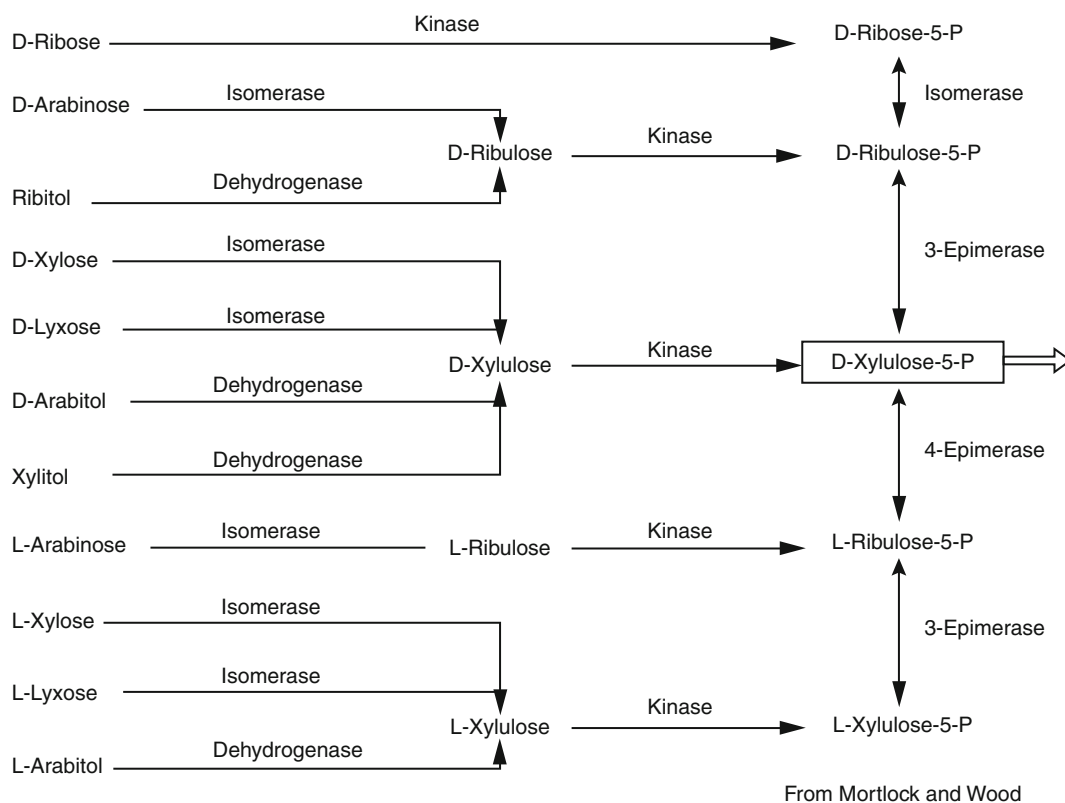 Kinase
D-Ribose
D-Ribose-5-P
Isomerase
D-Arabinose
Isomerase
Kinase
D-Ribulose
D-Ribulose-5-P
Dehydrogenase
Ribitol
Isomerase
3-Epimerase
D-Xylose
Isomerase
D-Lyxose
Kinase
D-Xylulose
D-Xylulose-5-P
Dehydrogenase
D-Arabitol
Dehydrogenase
4-Epimerase
Xylitol
Isomerase
Kinase
L-Arabinose
L-Ribulose
L-Ribulose-5-P
Isomerase
L-Xylose
3-Epimerase
Isomerase
L-Lyxose
Kinase
L-Xylulose
L-Xylulose-5-P
Dehydrogenase
L-Arabitol
From Mortlock and Wood